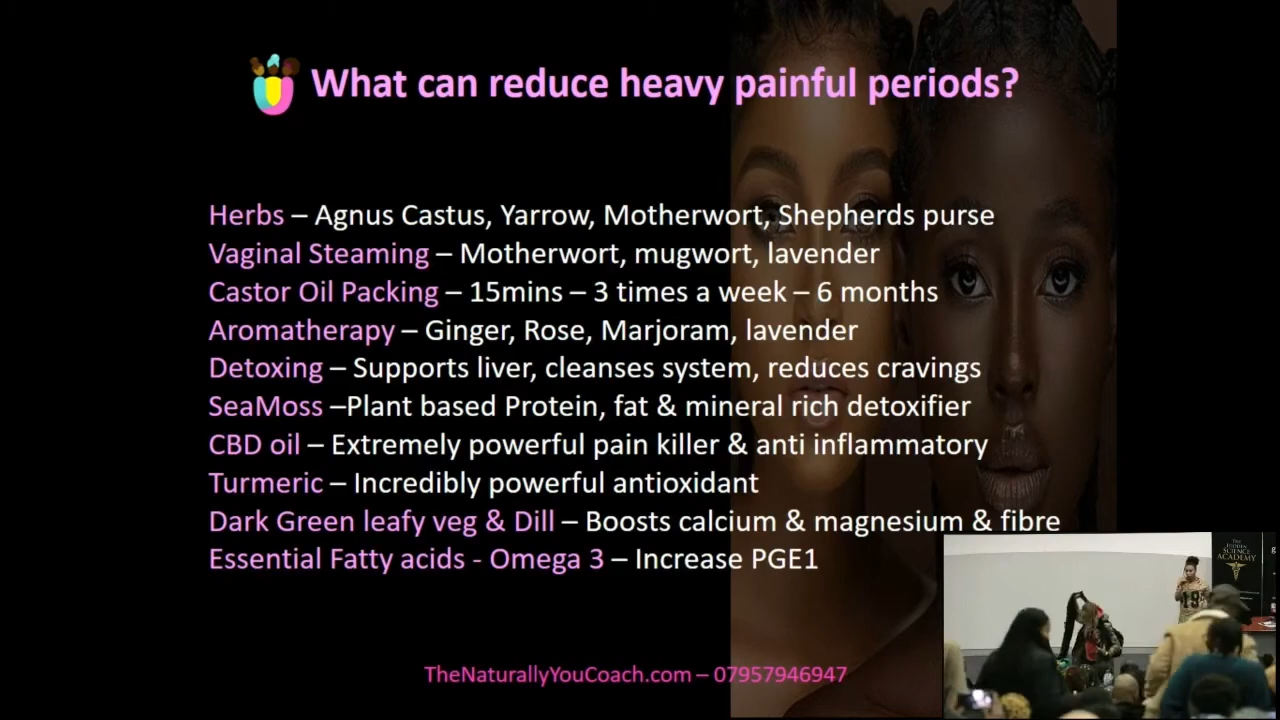 What can reduce heavy painful periods?
Herbs – Agnus Castus, Yarrow, Motherwort, Shepherds purse
Vaginal Steaming – Motherwort, mugwort, lavender
Castor Oil Packing – 15mins – 3 times a week – 6 months
Aromatherapy – Ginger, Rose, Marjoram, lavender
Detoxing – Supports liver, cleanses system, reduces cravings
SeaMoss –Plant based Protein, fat & mineral rich detoxifier
CBD oil – Extremely powerful pain killer & anti inflammatory
Turmeric – Incredibly powerful antioxidant
Dark Green leafy veg & Dill – Boosts calcium & magnesium & fibre
Essential Fatty acids - Omega 3 – Increase PGE1
TheNaturallyYouCoach.com – 07957946947
THE
SCIENCE
ACADEMY
19